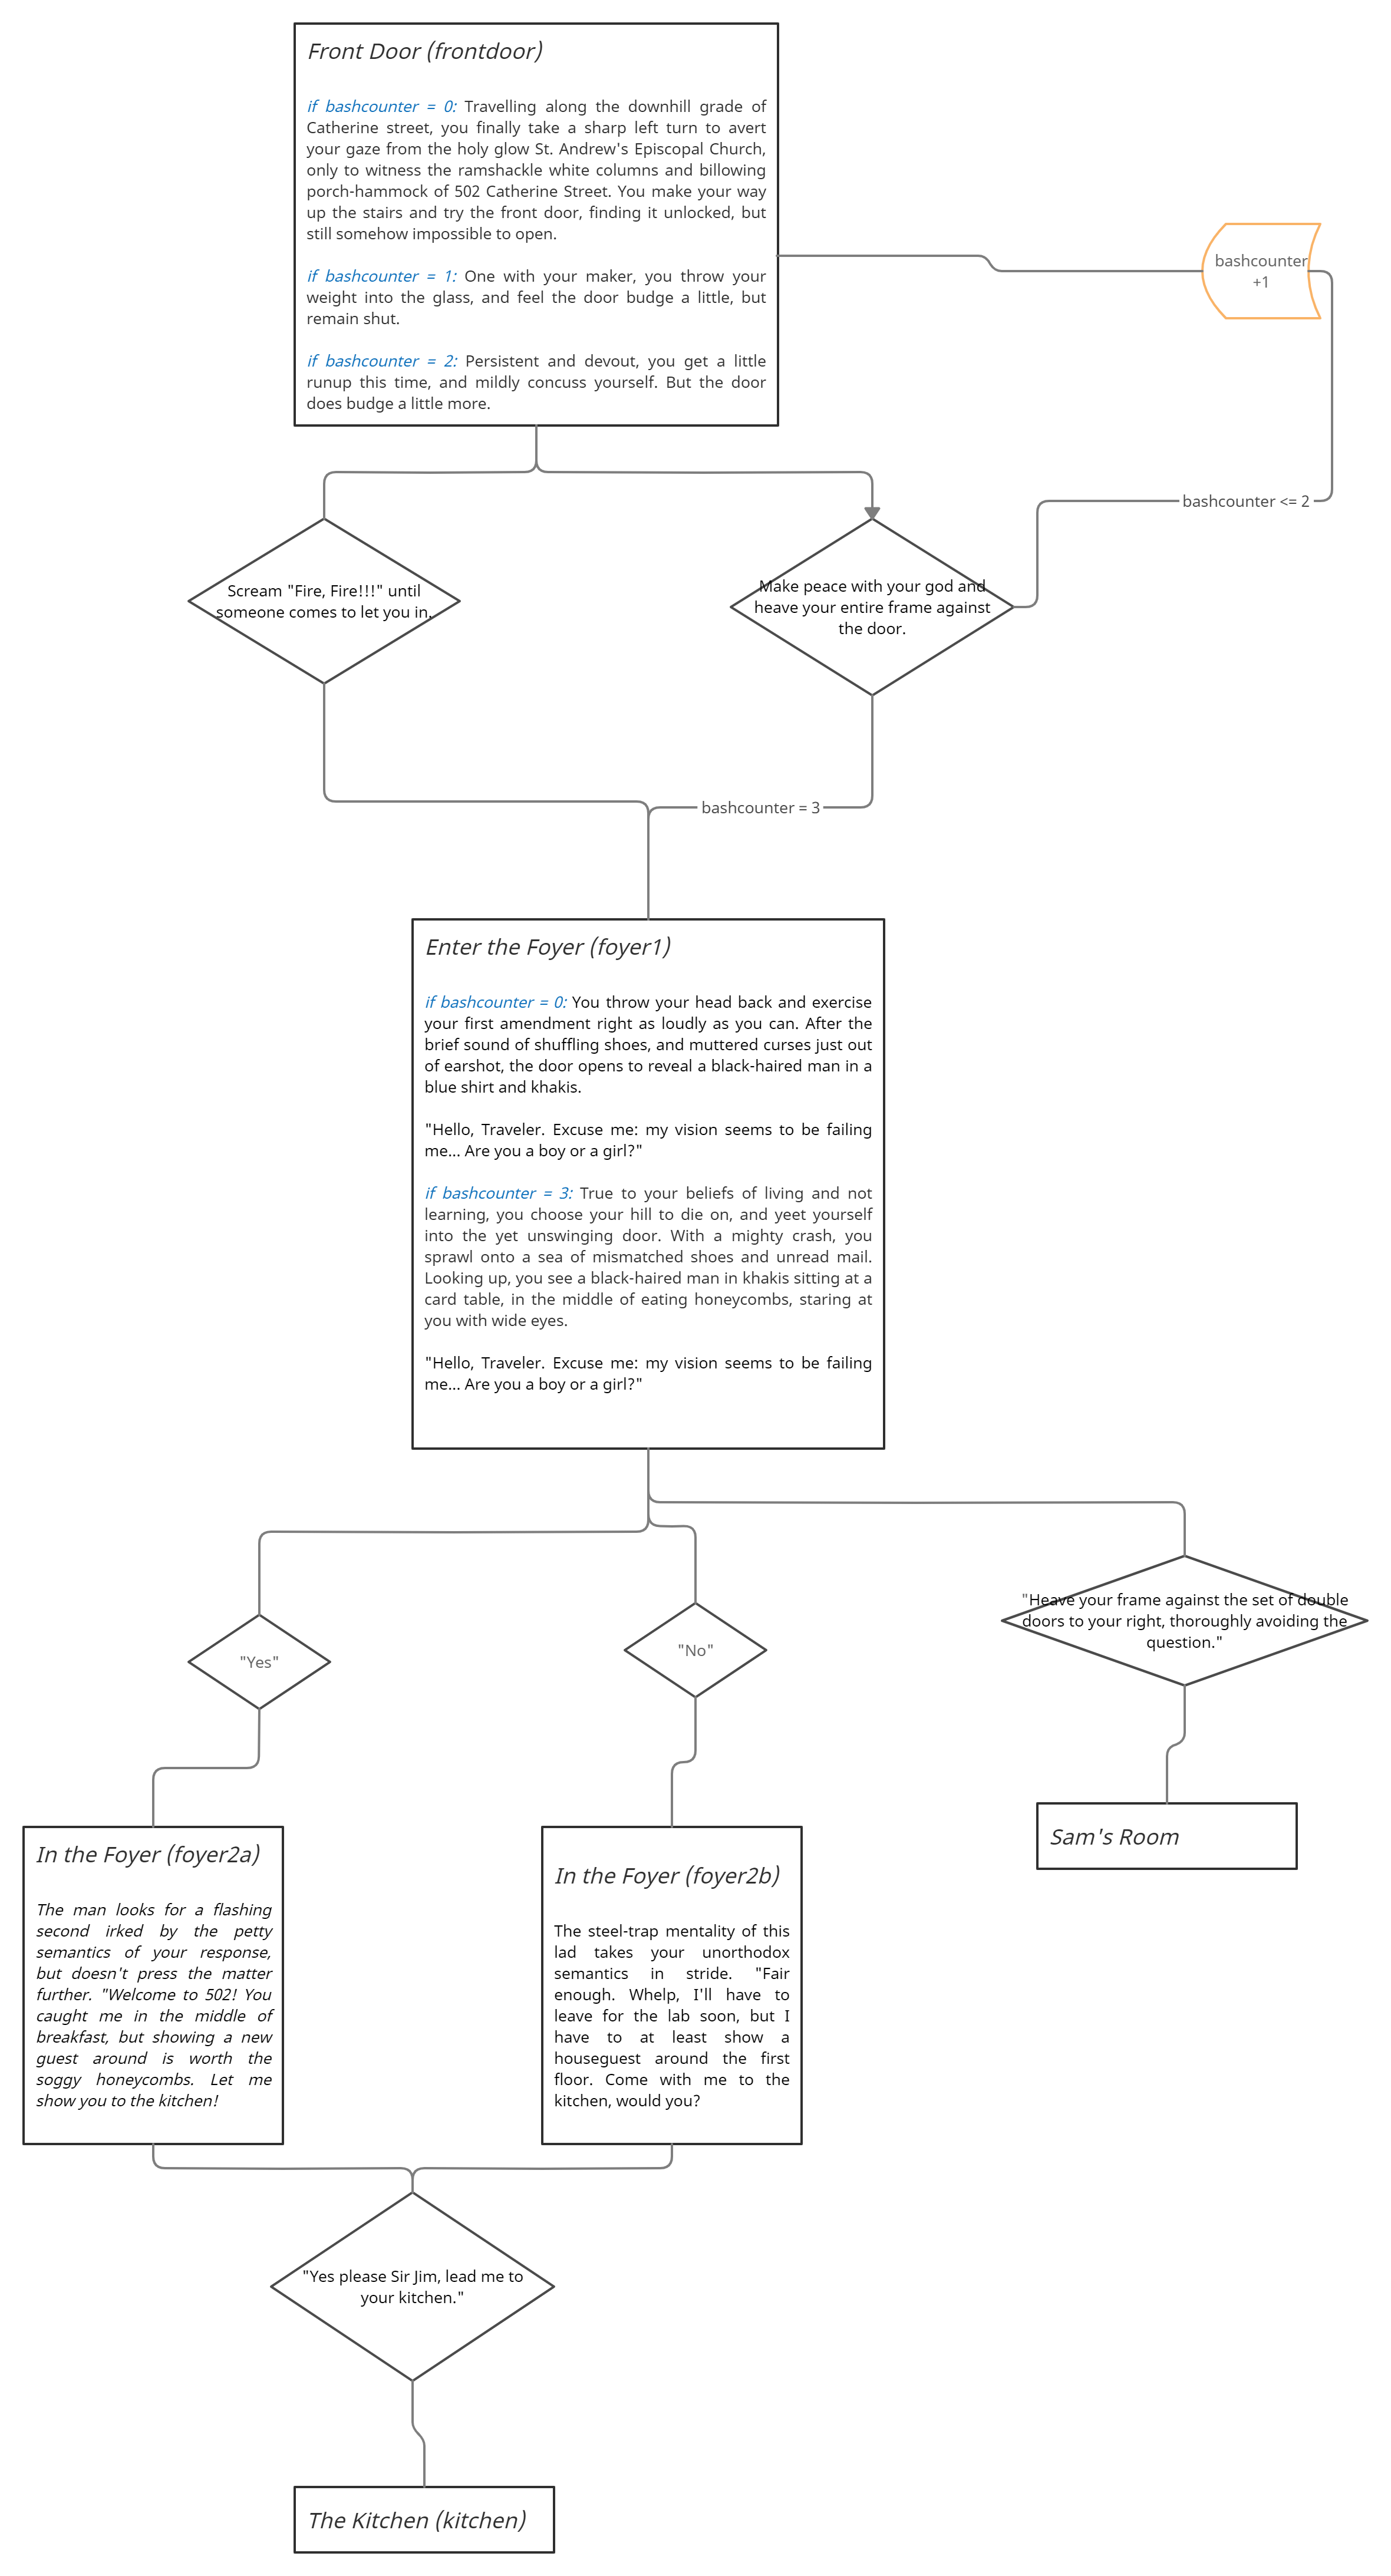 Front Door (frontdoor)
if bashcounter = 0: Travelling along the downhill grade of
Catherine street, you finally take a sharp left turn to avert
your gaze from the holy glow St. Andrew's Episcopal Church,
only to witness the ramshackle white columns and billowing
porch-hammock of 502 Catherine Street. You make your way
up the stairs and try the front door, finding it unlocked, but
still somehow impossible to open.
if bashcounter = 1: One with your maker, you throw your
weight into the glass, and feel the door budge a little, but
remain shut.
if bashcounter = 2: Persistent and devout, you get a little
runup this time, and mildly concuss yourself. But the door
does budge a little more.
bashcounter
+1
bashcounter <= 2
Scream "Fire, Fire!!!" until
someone comes to let you in.
Make peace with your god and
heave your entire frame against
the door.
bashcounter = 3
Enter the Foyer (foyer1)
if bashcounter = 0: You throw your head back and exercise
your first amendment right as loudly as you can. After the
brief sound of shuffling shoes, and muttered curses just out
of earshot, the door opens to reveal a black-haired man in a
blue shirt and khakis.
"Hello, Traveler. Excuse me: my vision seems to be failing
me... Are you a boy or a girl?"
if bashcounter = 3: True to your beliefs of living and not
learning, you choose your hill to die on, and yeet yourself
into the yet unswinging door. With a mighty crash, you
sprawl onto a sea of mismatched shoes and unread mail.
Looking up, you see a black-haired man in khakis sitting at a
card table, in the middle of eating honeycombs, staring at
you with wide eyes.
"Hello, Traveler. Excuse me: my vision seems to be failing
me... Are you a boy or a girl?"
"Yes"
"No"
"Heave your frame against the set of double
doors to your right, thoroughly avoiding the
question."
In the Foyer (foyer2a)
The man looks for a flashing
second irked by the petty
semantics of your response,
but doesn't press the matter
further. "Welcome to 502! You
caught me in the middle of
breakfast, but showing a new
guest around is worth the
soggy honeycombs. Let me
show you to the kitchen!
In the Foyer (foyer2b)
The steel-trap mentality of this
lad takes your unorthodox
semantics in stride. "Fair
enough. Whelp, I'll have to
leave for the lab soon, but I
have to at least show a
houseguest around the first
floor. Come with me to the
kitchen, would you?
Sam's Room
"Yes please Sir Jim, lead me to
your kitchen."
The Kitchen (kitchen)